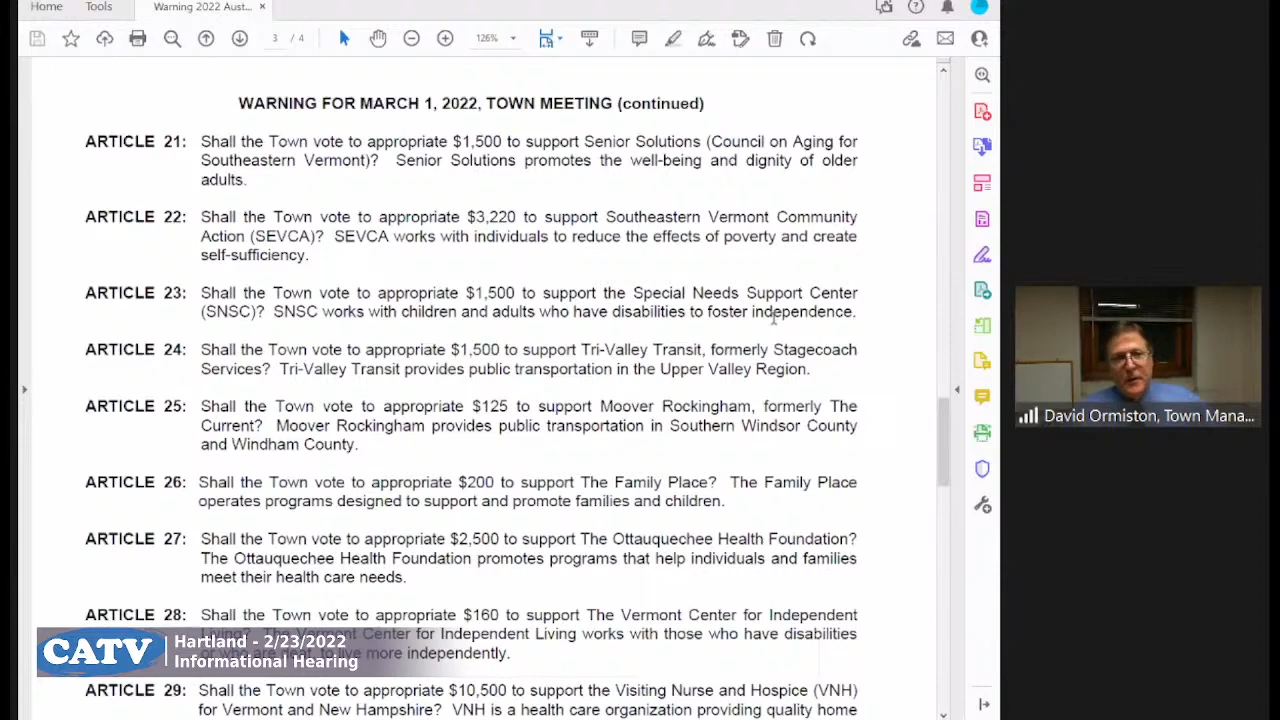 Home Tools Warning 2022 Aust... ×
3 / 4 126%
WARNING FOR MARCH 1, 2022, TOWN MEETING (continued)
ARTICLE 21: Shall the Town vote to appropriate $1,500 to support Senior Solutions (Council on Aging for
Southeastern Vermont)? Senior Solutions promotes the well-being and dignity of older
adults.
ARTICLE 22: Shall the Town vote to appropriate $3,220 to support Southeastern Vermont Community
Action (SEVCA)? SEVCA works with individuals to reduce the effects of poverty and create
self-sufficiency.
ARTICLE 23: Shall the Town vote to appropriate $1,500 to support the Special Needs Support Center
(SNSC)? SNSC works with children and adults who have disabilities to foster independence.
ARTICLE 24: Shall the Town vote to appropriate $1,500 to support Tri-Valley Transit, formerly Stagecoach
Services? Tri-Valley Transit provides public transportation in the Upper Valley Region.
ARTICLE 25: Shall the Town vote to appropriate $125 to support Moover Rockingham, formerly The
Current? Moover Rockingham provides public transportation in Southern Windsor County
and Windham County.
ARTICLE 26: Shall the Town vote to appropriate $200 to support The Family Place? The Family Place
operates programs designed to support and promote families and children.
ARTICLE 27: Shall the Town vote to appropriate $2,500 to support The Ottauquechee Health Foundation?
The Ottauquechee Health Foundation promotes programs that help individuals and families
meet their health care needs.
ARTICLE 28: Shall the Town vote to appropriate $160 to support The Vermont Center for Independent
Living? The Vermont Center for Independent Living works with those who have disabilities
or who are deaf, to live more independently.
ARTICLE 29: Shall the Town vote to appropriate $10,500 to support the Visiting Nurse and Hospice (VNH)
for Vermont and New Hampshire? VNH is a health care organization providing quality home
David Ormiston, Town Mana...
CATV
Hartland - 2/23/2022
Informational Hearing